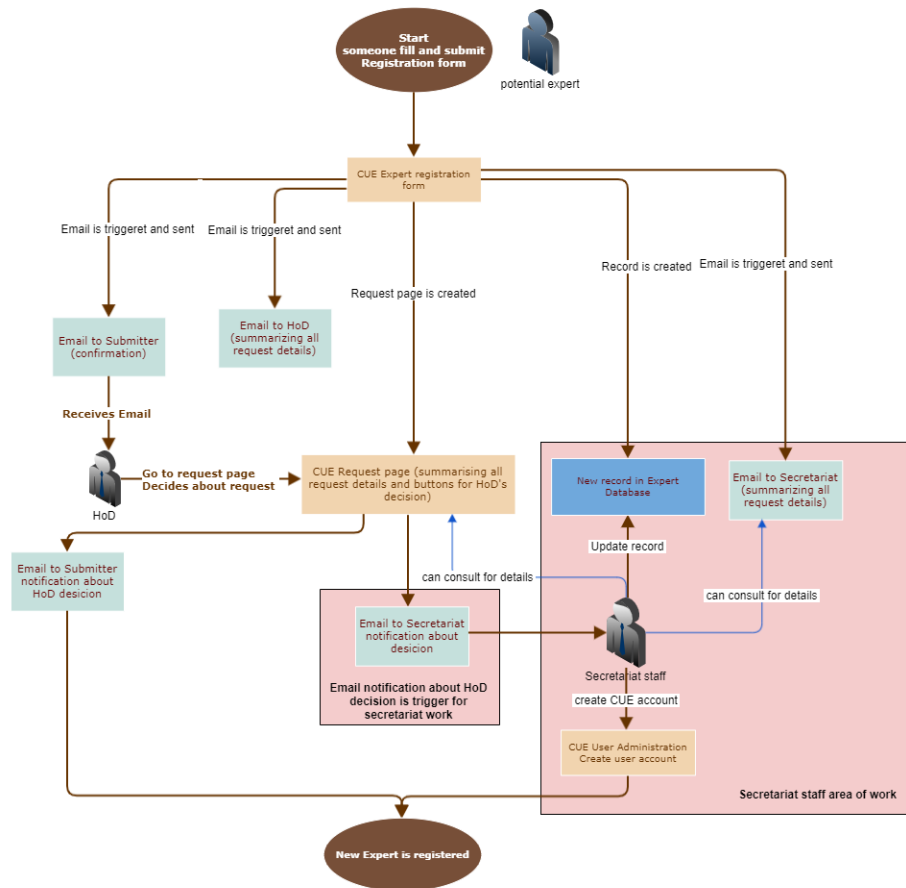 Start
someone fill and submit
Registration form
potential expert
CUE Expert registration
form
Email is triggeret and sent
Email is triggeret and sent
Record is created
Email is triggeret and sent
Request page is created
Email to Submitter
(confirmation)
Email to HoD
(summarizing all
request details)
Receives Email
HoD
Go to request page
Decides about request
CUE Request page (summarising all
request details and buttons for HoD's
decision)
New record in Expert
Database
Email to Secretariat
(summarizing all
request details)
Update record
Email to Submitter
notification about
HoD desicion
can consult for details
can consult for details
Email to Secretariat
notification about
desicion
Secretariat staff
Email notification about HoD
decision is trigger for
secretariat work
create CUE account
CUE User Administration
Create user account
Secretariat staff area of work
New Expert is registered